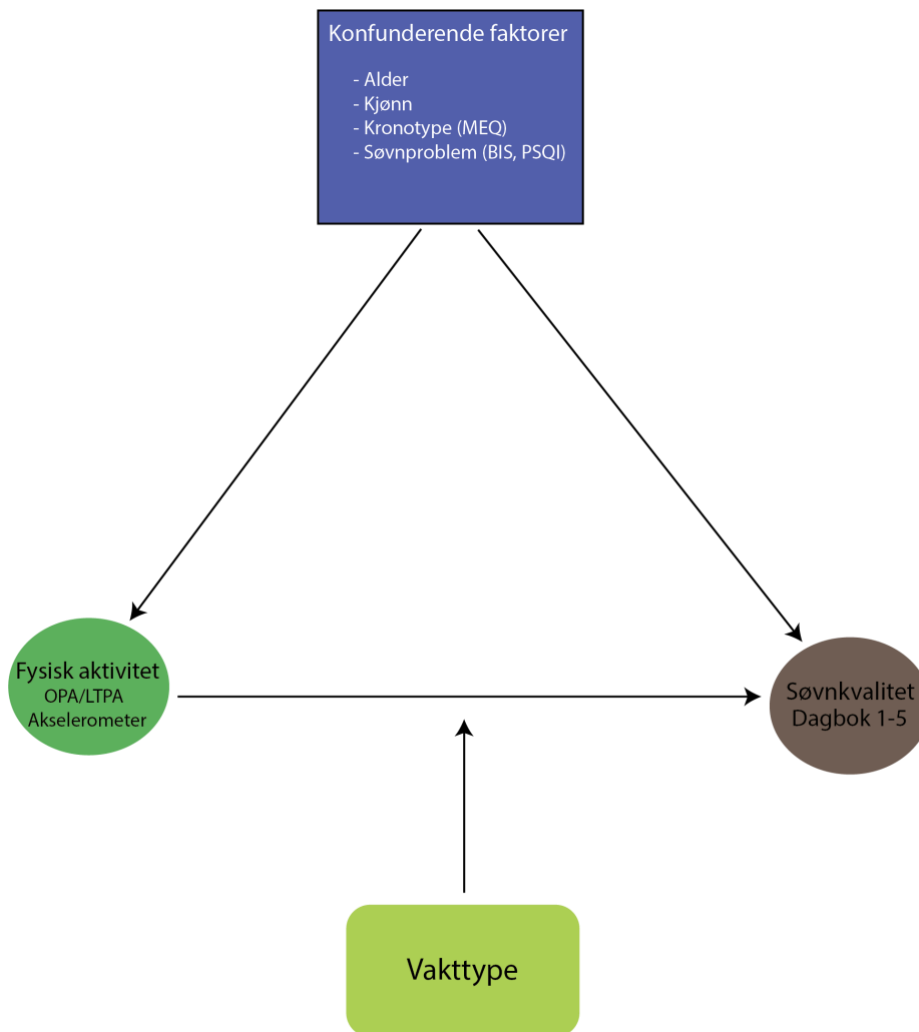 Konfunderende faktorer
- Alder
- Kjønn
- Kronotype (MEQ)
- Søvnproblem (BIS, PSQI)
Fysisk aktivitet
OPA/LTPA
Akselerometer
Søvnkvalitet
Dagbok 1-5
Vakttype